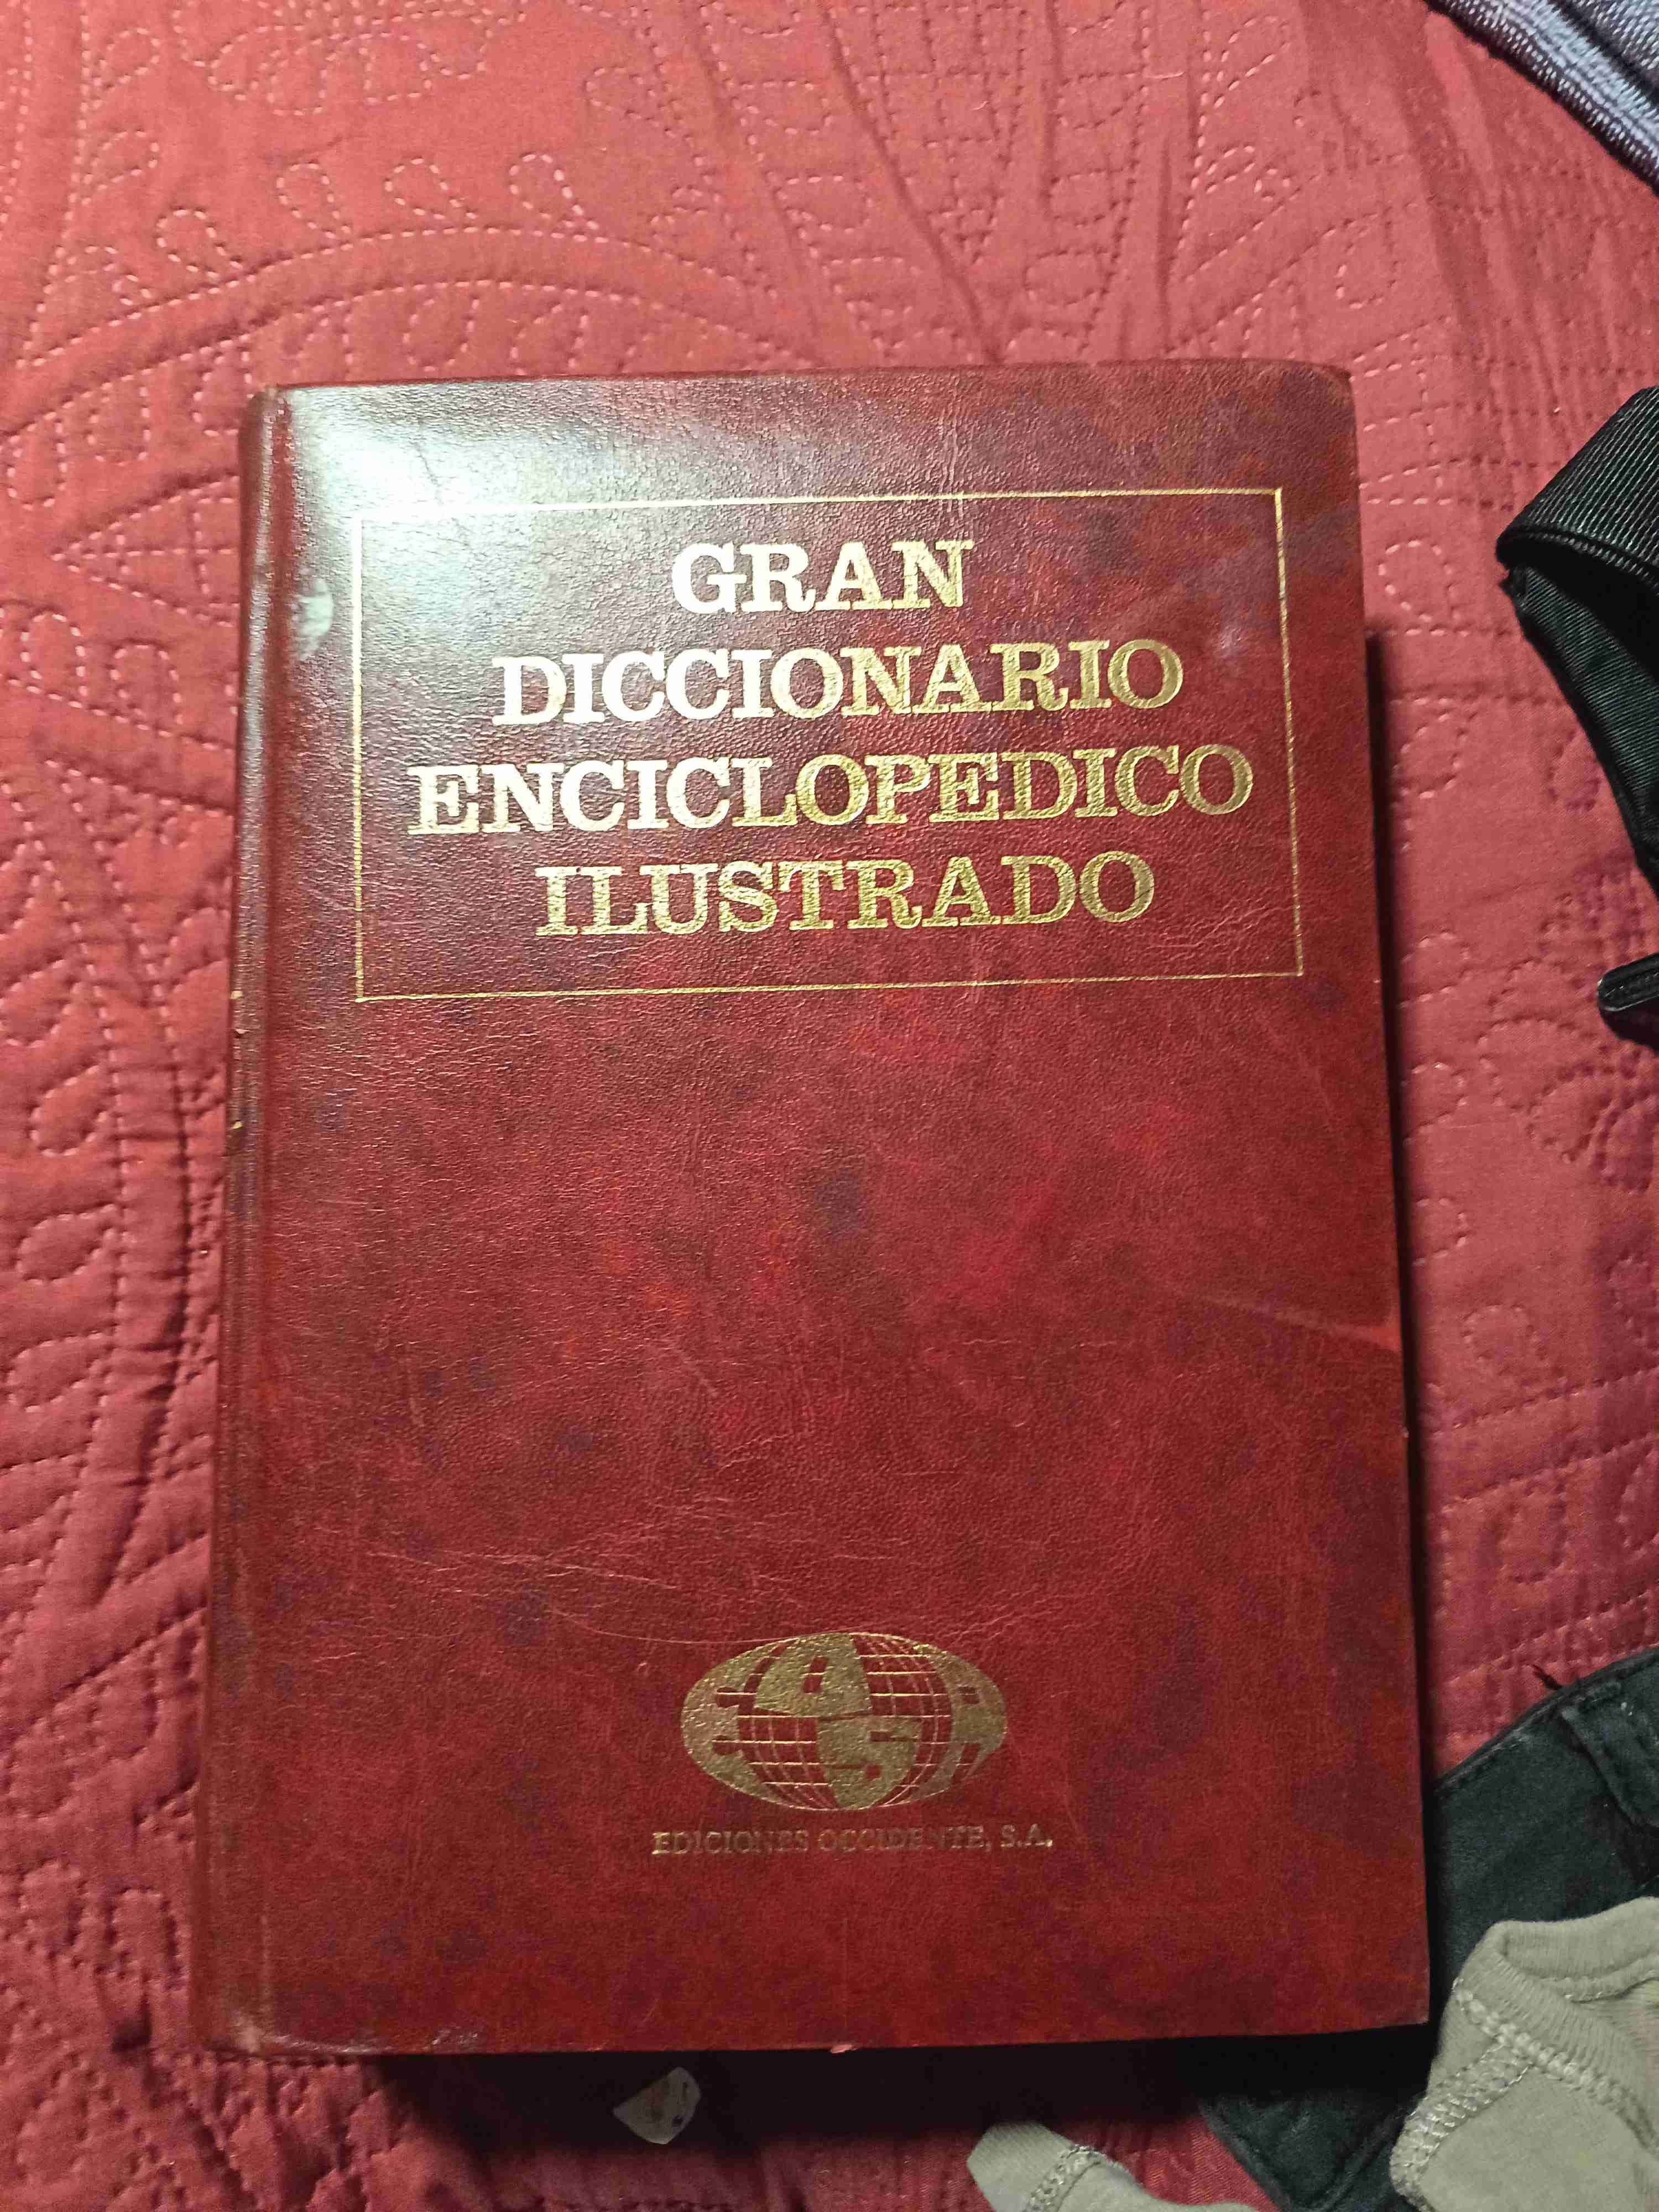 GRAN
DICCIONARIO
ENCICLOPEDICO
ILUSTRADO
EDICIONES OCCIDENTE, S.A.